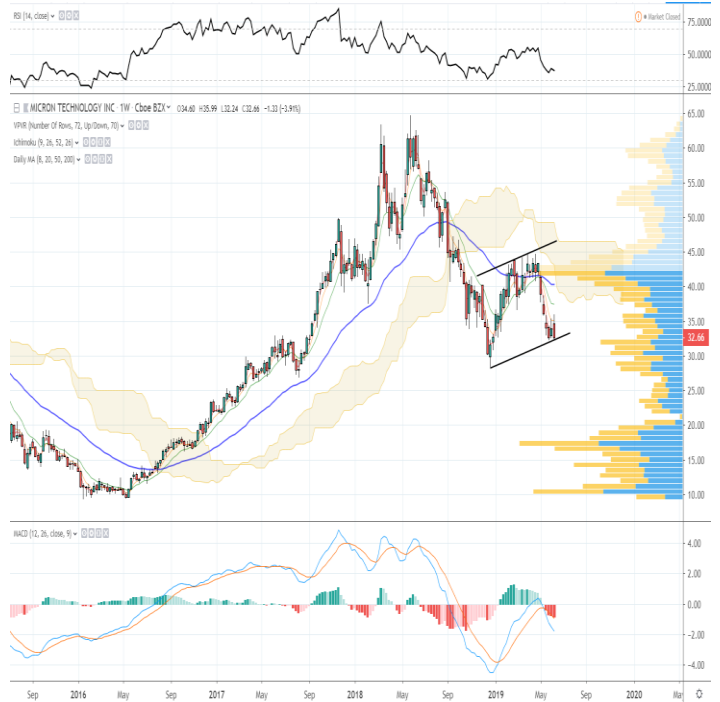 RSI (14, close)
Market Closed
75.0000
50.0000
25.0000
MICRON TECHNOLOGY INC · 1W · Cboe BZX O34.60 H35.99 L32.24 C32.66 −1.33 (−3.91%)
VPVR (Number Of Rows, 72, Up/Down, 70)
Ichimoku (9, 26, 52, 26)
Daily MA (8, 20, 50, 200)
65.00
60.00
55.00
50.00
45.00
40.00
35.00
32.66
30.00
25.00
20.00
15.00
10.00
MACD (12, 26, close, 9)
4.00
2.00
0.00
−2.00
−4.00
Sep 2016 May Sep 2017 May Sep 2018 May Sep 2019 May Sep 2020 May